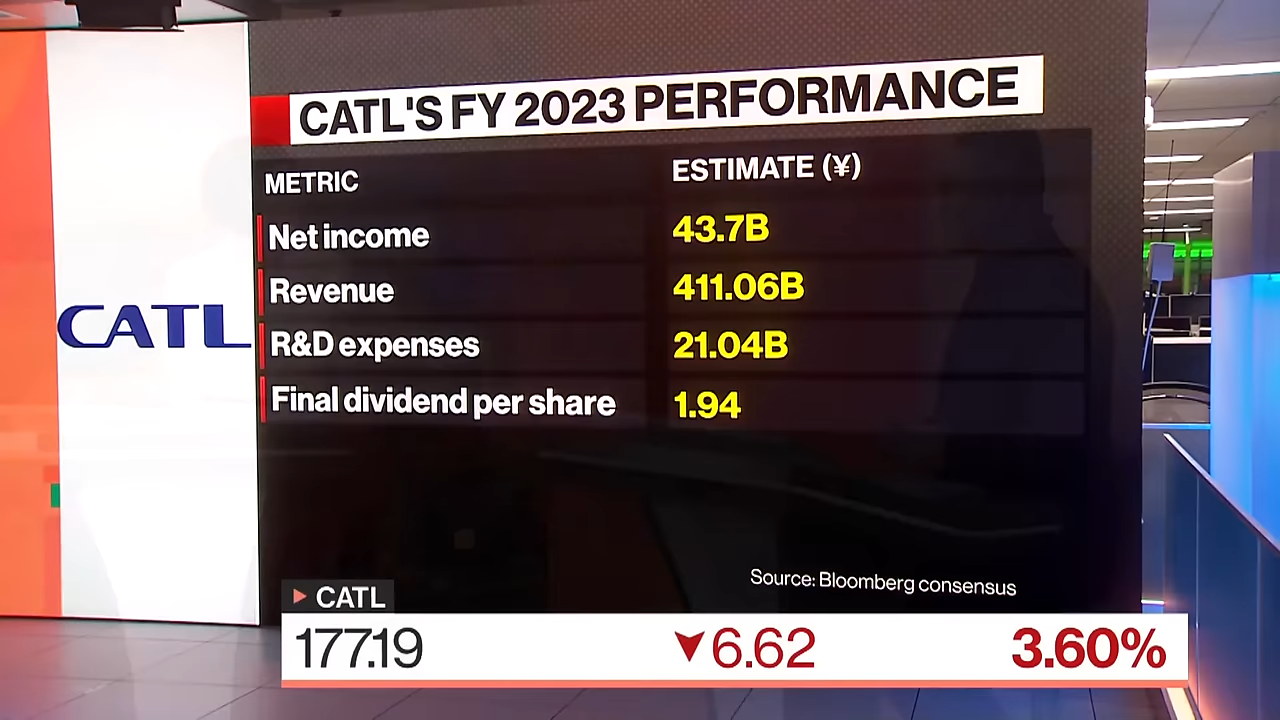 CATL
CATL'S FY 2023 PERFORMANCE
METRIC ESTIMATE (¥)
Net income 43.7B
Revenue 411.06B
R&D expenses 21.04B
Final dividend per share 1.94
Source: Bloomberg consensus
▶ CATL
177.19 ▼6.62 3.60%